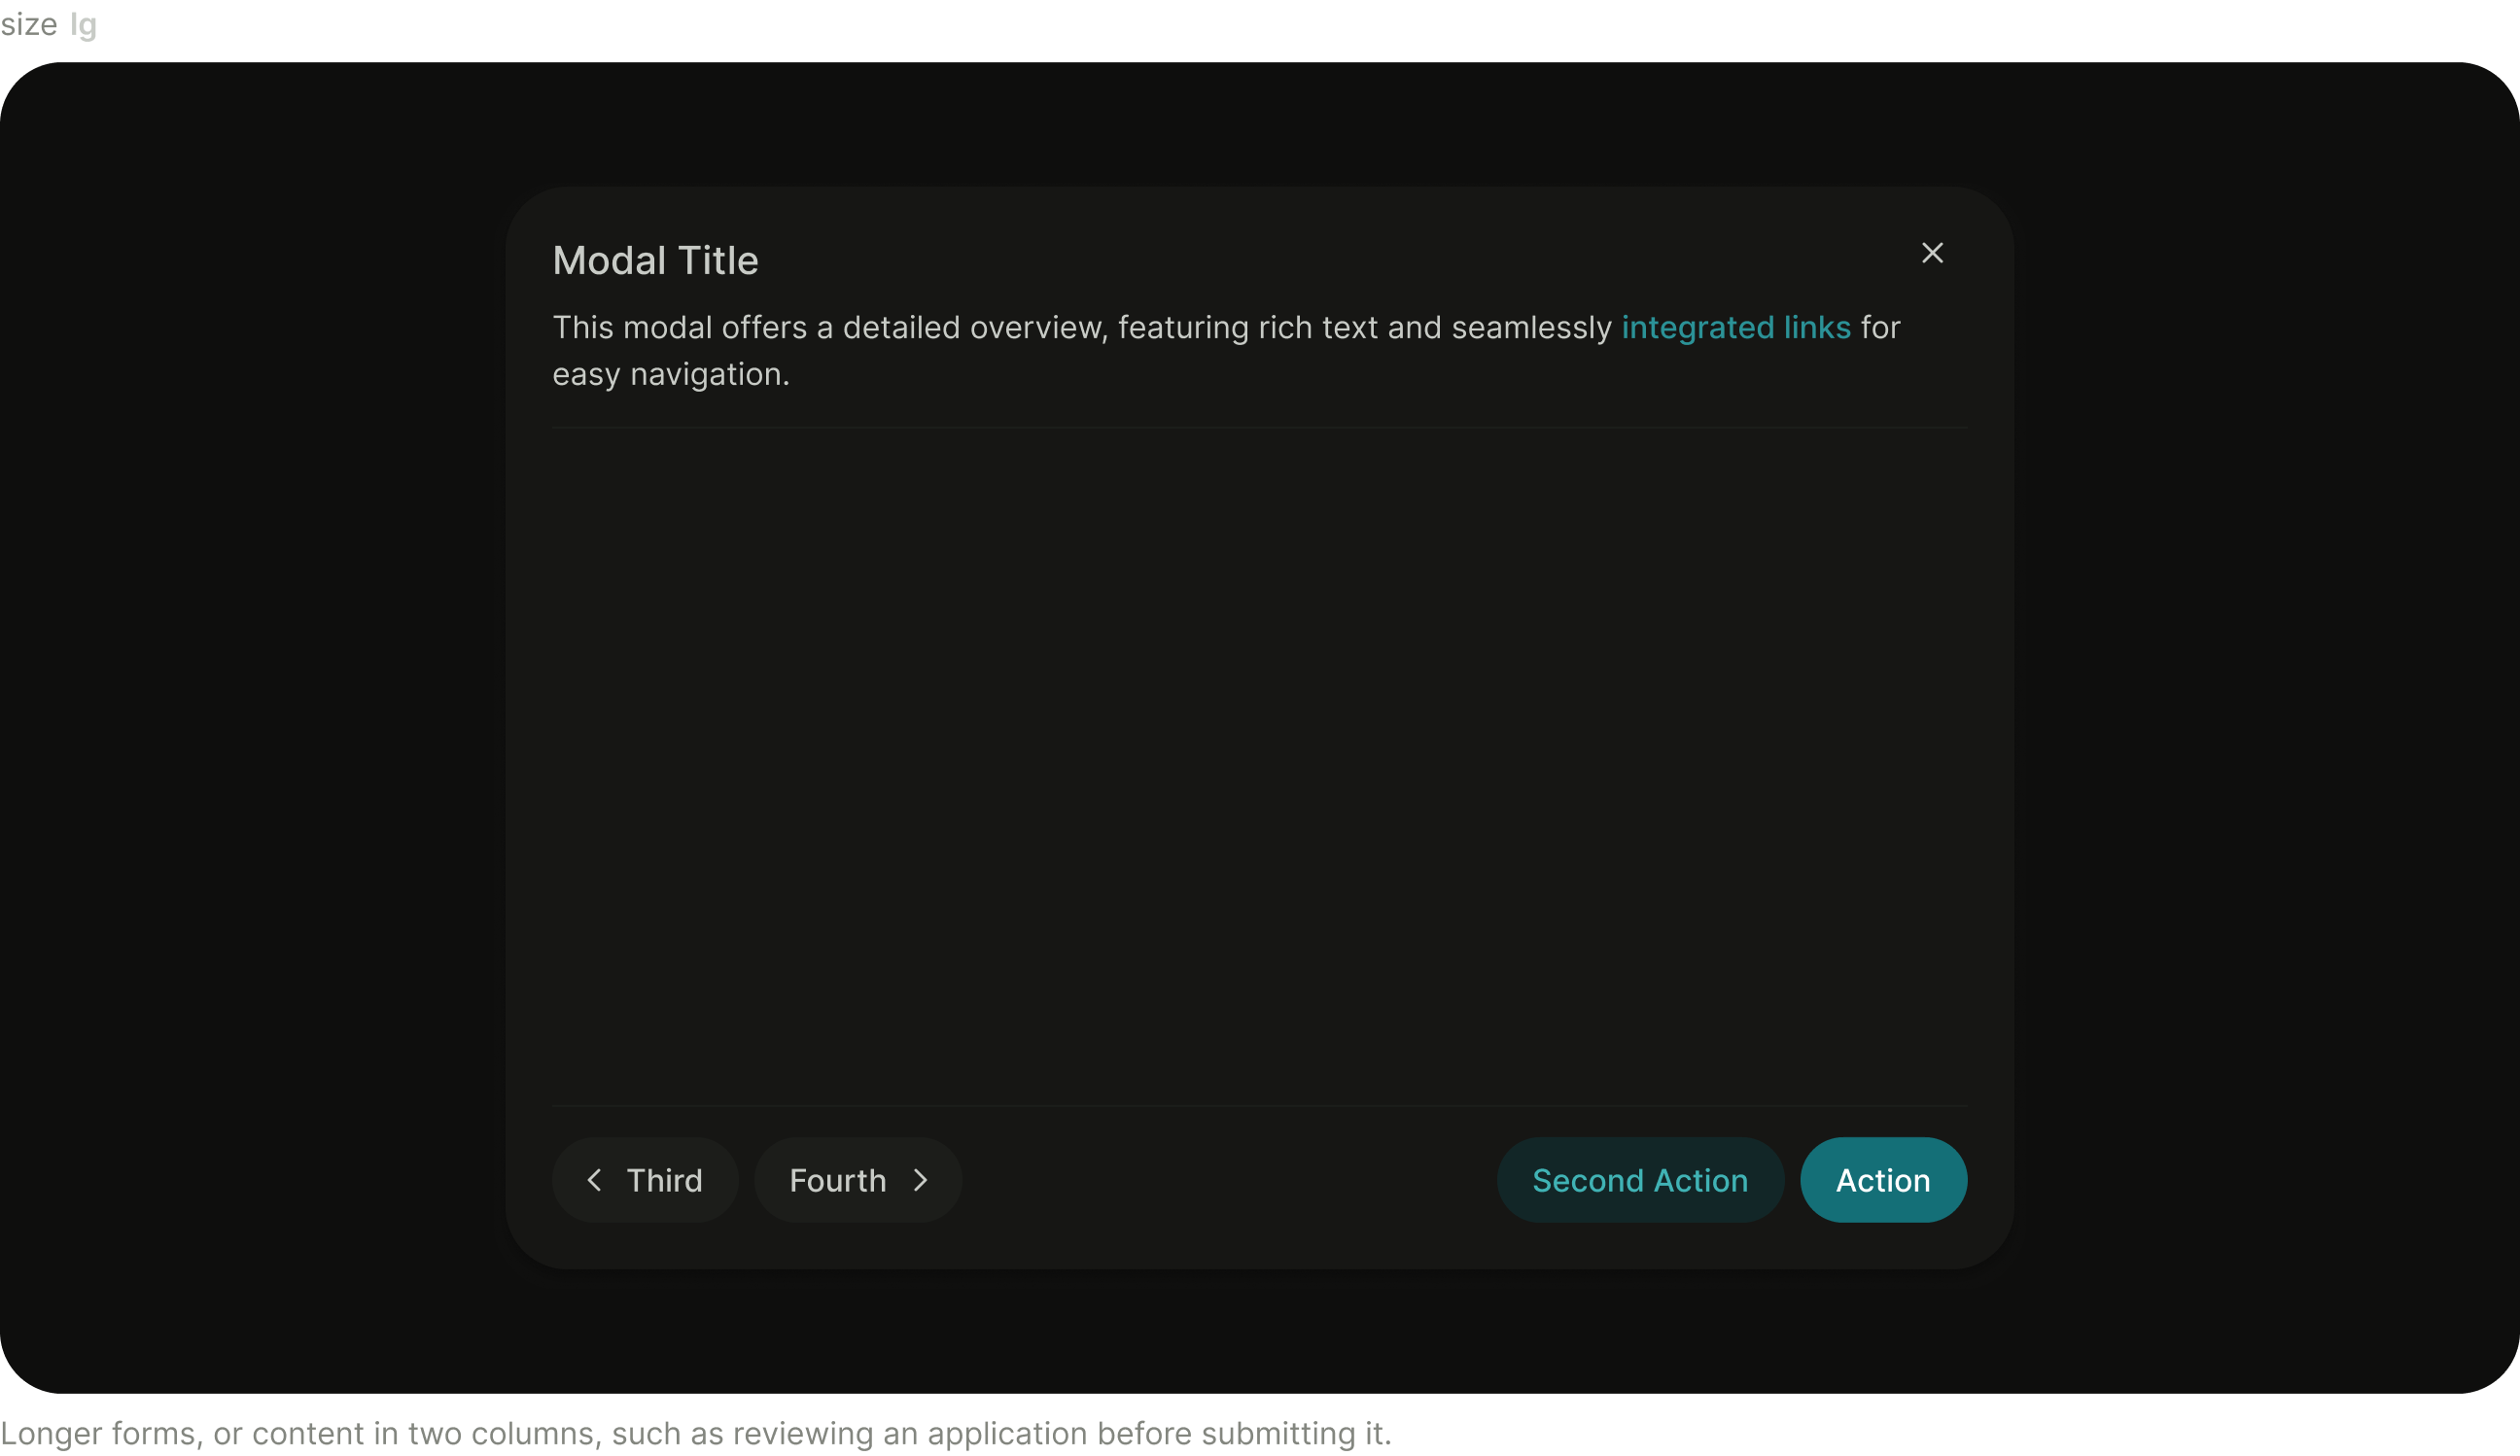 size lg
Modal Title
This modal offers a detailed overview, featuring rich text and seamlessly integrated links for
easy navigation.
Third
Fourth
Second Action
Action
Longer forms, or content in two columns, such as reviewing an application before submitting it.